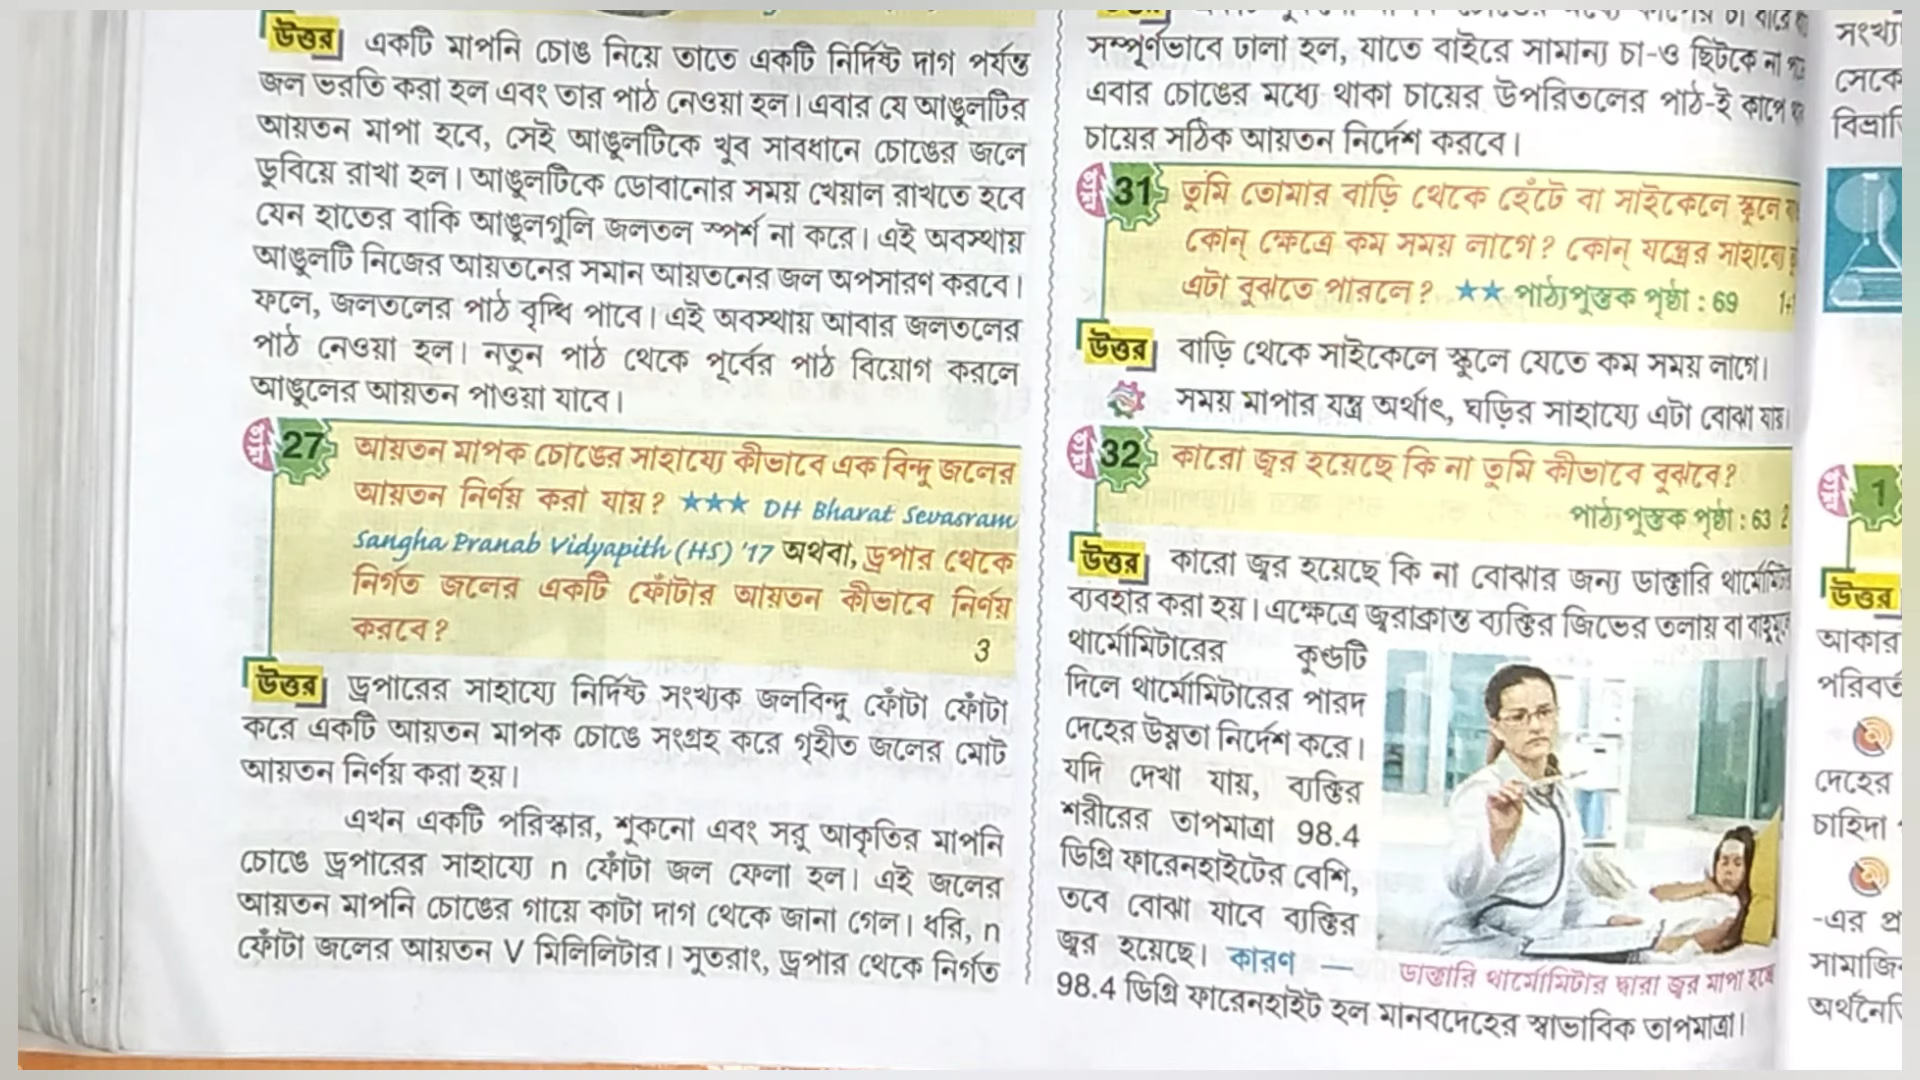 উত্তর একটি মাপনি চোঙ নিয়ে তাতে একটি নির্দিষ্ট দাগ পর্যন্ত
জল ভরতি করা হল এবং তার পাঠ নেওয়া হল। এবার যে আঙুলটির
আয়তন মাপা হবে, সেই আঙুলটিকে খুব সাবধানে চোঙের জলে
ডুবিয়ে রাখা হল। আঙুলটিকে ডোবানোর সময় খেয়াল রাখতে হবে
যেন হাতের বাকি আঙুলগুলি জলতল স্পর্শ না করে। এই অবস্থায়
আঙুলটি নিজের আয়তনের সমান আয়তনের জল অপসারণ করবে।
ফলে, জলতলের পাঠ বৃদ্ধি পাবে। এই অবস্থায় আবার জলতলের
পাঠ নেওয়া হল। নতুন পাঠ থেকে পূর্বের পাঠ বিয়োগ করলে
আঙুলের আয়তন পাওয়া যাবে।
প্রশ্ন 27 আয়তন মাপক চোঙের সাহায্যে কীভাবে এক বিন্দু জলের
আয়তন নির্ণয় করা যায়? ★★★ DH Bharat Sevasram
Sangha Pranab Vidyapith (HS) '17 অথবা, ড্রপার থেকে
নির্গত জলের একটি ফোঁটার আয়তন কীভাবে নির্ণয়
করবে?
3
উত্তর ড্রপারের সাহায্যে নির্দিষ্ট সংখ্যক জলবিন্দু ফোঁটা ফোঁটা
করে একটি আয়তন মাপক চোঙে সংগ্রহ করে গৃহীত জলের মোট
আয়তন নির্ণয় করা হয়।
এখন একটি পরিস্কার, শুকনো এবং সরু আকৃতির মাপনি
চোঙে ড্রপারের সাহায্যে n ফোঁটা জল ফেলা হল। এই জলের
আয়তন মাপনি চোঙের গায়ে কাটা দাগ থেকে জানা গেল। ধরি, n
ফোঁটা জলের আয়তন V মিলিলিটার। সুতরাং, ড্রপার থেকে নির্গত
সম্পূর্ণভাবে ঢালা হল, যাতে বাইরে সামান্য চা-ও ছিটকে না
এবার চোঙের মধ্যে থাকা চায়ের উপরিতলের পাঠ-ই কাপে
চায়ের সঠিক আয়তন নির্দেশ করবে।
প্রশ্ন 31 তুমি তোমার বাড়ি থেকে হেঁটে বা সাইকেলে স্কুলে
কোন্ ক্ষেত্রে কম সময় লাগে? কোন্ যন্ত্রের সাহায্যে
এটা বুঝতে পারলে? ★★ পাঠ্যপুস্তক পৃষ্ঠা : 69
উত্তর বাড়ি থেকে সাইকেলে স্কুলে যেতে কম সময় লাগে।
সময় মাপার যন্ত্র অর্থাৎ, ঘড়ির সাহায্যে এটা বোঝা যায়।
প্রশ্ন 32 কারো জ্বর হয়েছে কি না তুমি কীভাবে বুঝবে?
পাঠ্যপুস্তক পৃষ্ঠা : 63 2
উত্তর কারো জ্বর হয়েছে কি না বোঝার জন্য ডাক্তারি
ব্যবহার করা হয়। এক্ষেত্রে জ্বরাক্রান্ত ব্যক্তির জিভের তলায় বা
থার্মোমিটারের কুণ্ডটি
দিলে থার্মোমিটারের পারদ
দেহের উষ্ণতা নির্দেশ করে।
যদি দেখা যায়, ব্যক্তির
শরীরের তাপমাত্রা 98.4
ডিগ্রি ফারেনহাইটের বেশি,
তবে বোঝা যাবে ব্যক্তির
জ্বর হয়েছে। কারণ —
98.4 ডিগ্রি ফারেনহাইট হল মানবদেহের স্বাভাবিক তাপমাত্রা।
ডাক্তারি থার্মোমিটার দ্বারা জ্বর মাপা হচ্ছে
সংখ্যা
সেকে
প্রশ্ন 1
উত্তর
আকার
পরিবর্ত
দেহের
চাহিদা
-এর প্র